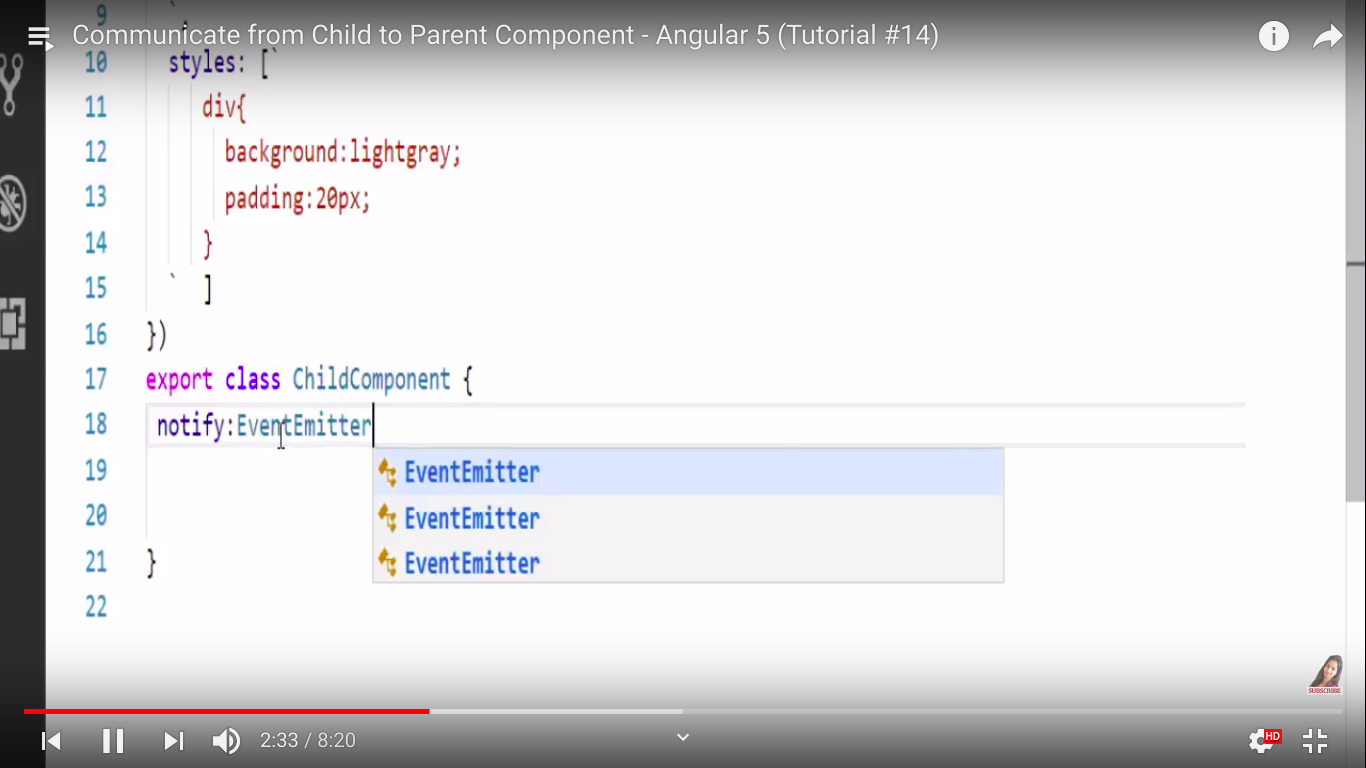 Communicate from Child to Parent Component - Angular 5 (Tutorial #14)
9 `,
10 styles: [`
11 div{
12 background:lightgray;
13 padding:20px;
14 }
15 ` ]
16 })
17 export class ChildComponent {
18 notify:EventEmitter
19 EventEmitter
20 EventEmitter
21 } EventEmitter
22
SUBSCRIBE
2:33 / 8:20
HD